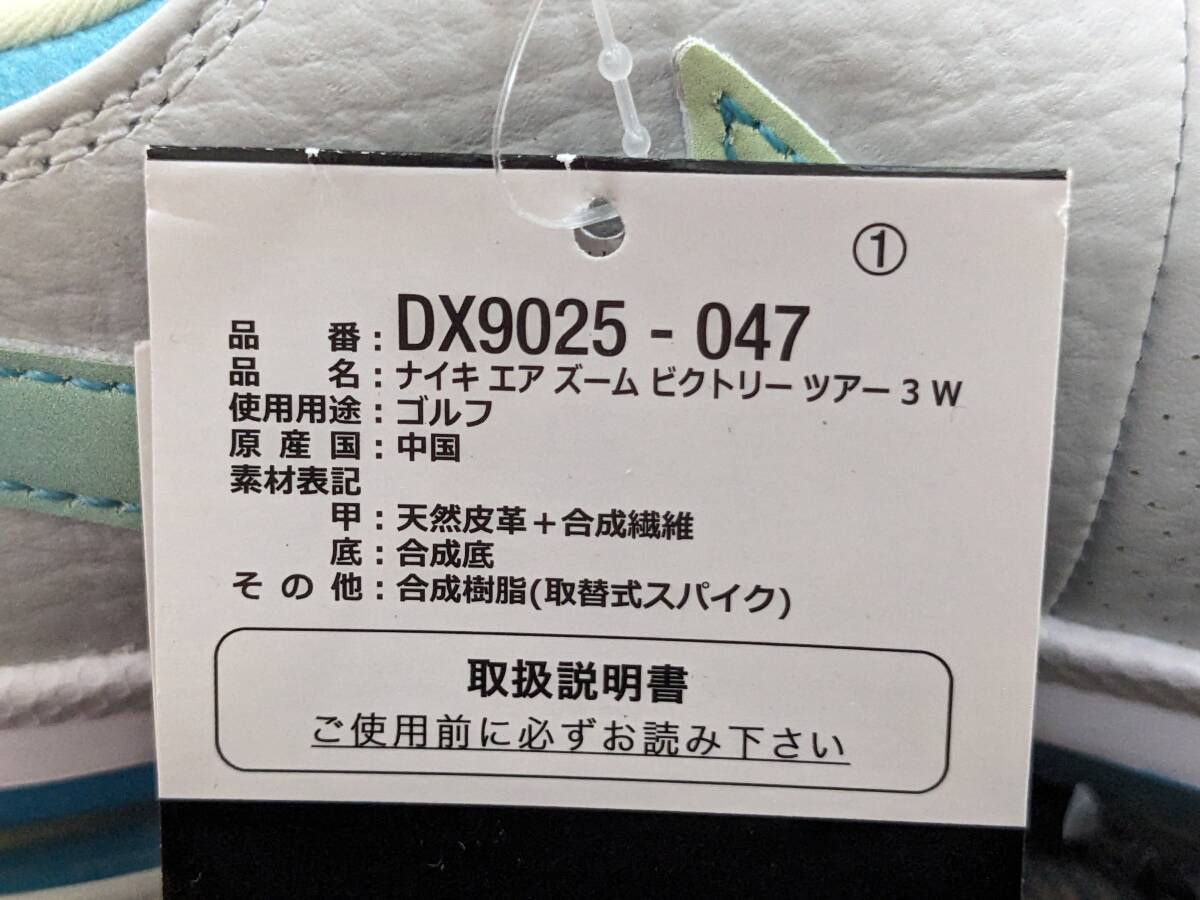 ①
品番:DX9025 - 047
品名:ナイキ エア ズーム ビクトリー ツアー 3 W
使用用途:ゴルフ
原産国:中国
素材表記
甲:天然皮革+合成繊維
底:合成底
その他:合成樹脂(取替式スパイク)
取扱説明書
ご使用前に必ずお読み下さい